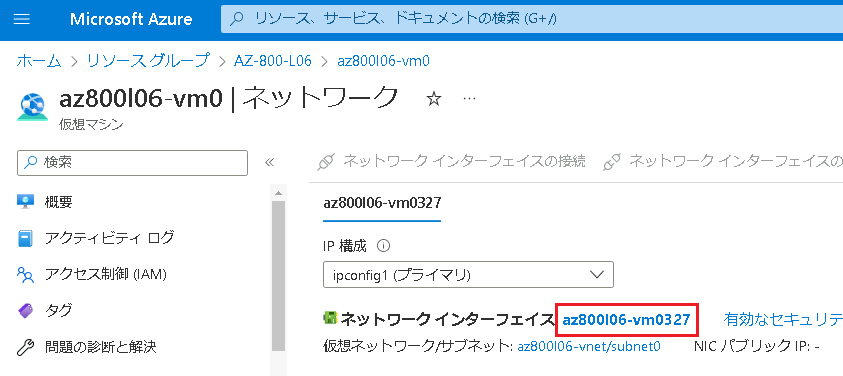 Microsoft Azure
リソース、サービス、ドキュメントの検索 (G+/)
ホーム > リソース グループ > AZ-800-L06 > az800l06-vm0
az800l06-vm0 | ネットワーク ☆ …
仮想マシン
検索
«
ネットワーク インターフェイスの接続
ネットワーク インターフェイスの
概要
アクティビティ ログ
アクセス制御 (IAM)
タグ
問題の診断と解決
az800l06-vm0327
IP 構成
ipconfig1 (プライマリ)
ネットワーク インターフェイス az800l06-vm0327 有効なセキュリテ
仮想ネットワーク/サブネット: az800l06-vnet/subnet0 NIC パブリック IP: -